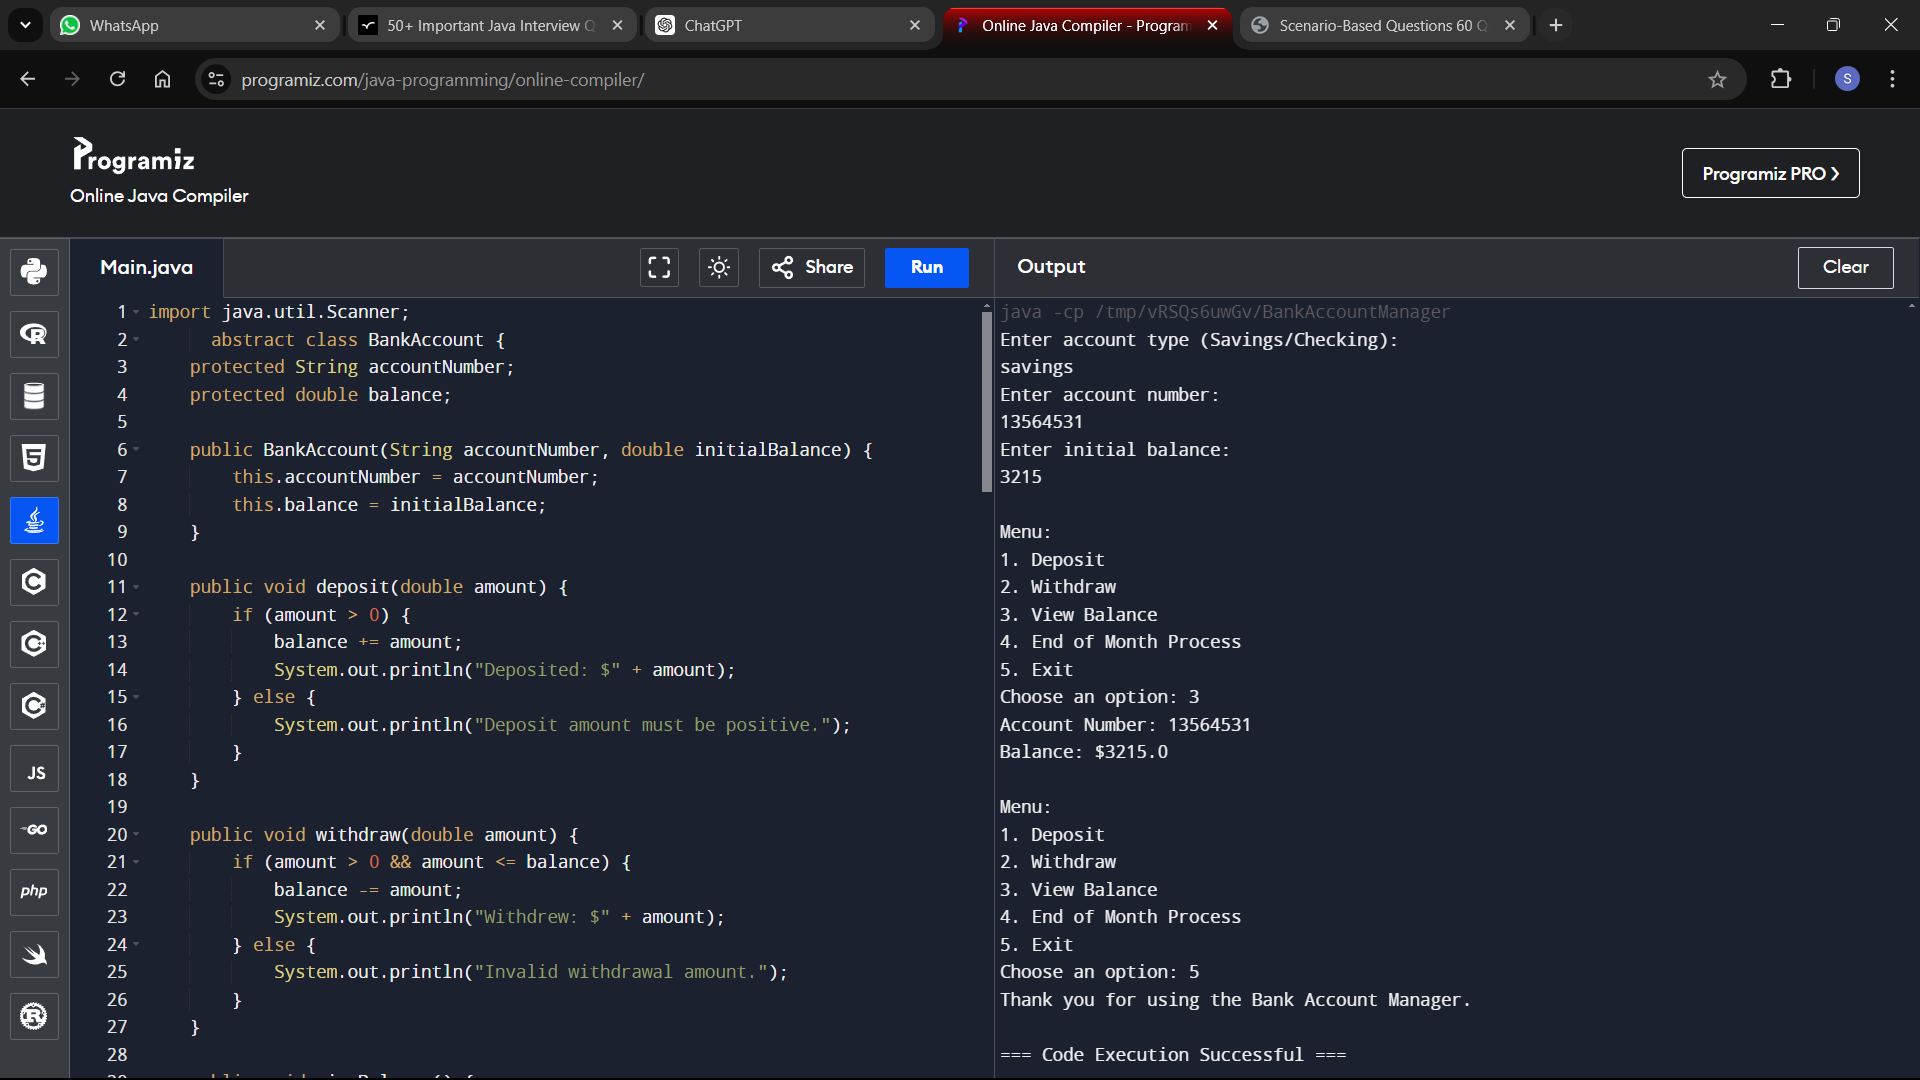 WhatsApp
50+ Important Java Interview Q
ChatGPT
Online Java Compiler - Program
Scenario-Based Questions 60 Q
programiz.com/java-programming/online-compiler/
S
Programiz
Online Java Compiler
Programiz PRO
Main.java
Share
Run
Output
Clear
1 import java.util.Scanner;
2 abstract class BankAccount {
3 protected String accountNumber;
4 protected double balance;
5
6 public BankAccount(String accountNumber, double initialBalance) {
7 this.accountNumber = accountNumber;
8 this.balance = initialBalance;
9 }
10
11 public void deposit(double amount) {
12 if (amount > 0) {
13 balance += amount;
14 System.out.println("Deposited: $" + amount);
15 } else {
16 System.out.println("Deposit amount must be positive.");
17 }
18 }
19
20 public void withdraw(double amount) {
21 if (amount > 0 && amount <= balance) {
22 balance -= amount;
23 System.out.println("Withdrew: $" + amount);
24 } else {
25 System.out.println("Invalid withdrawal amount.");
26 }
27 }
28
java -cp /tmp/vRSQs6uwGv/BankAccountManager
Enter account type (Savings/Checking):
savings
Enter account number:
13564531
Enter initial balance:
3215
Menu:
1. Deposit
2. Withdraw
3. View Balance
4. End of Month Process
5. Exit
Choose an option: 3
Account Number: 13564531
Balance: $3215.0
Menu:
1. Deposit
2. Withdraw
3. View Balance
4. End of Month Process
5. Exit
Choose an option: 5
Thank you for using the Bank Account Manager.
=== Code Execution Successful ===
R
5
C
C
C
JS
GO
php
R